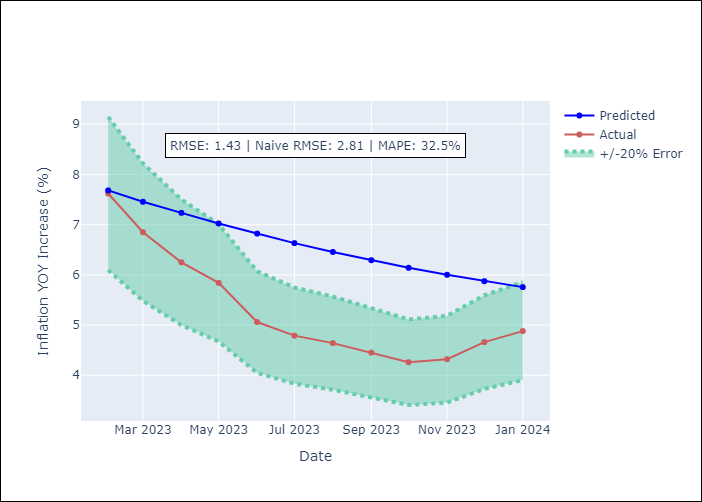 RMSE: 1.43 | Naive RMSE: 2.81 | MAPE: 32.5%
Predicted
Actual
+/-20% Error
Inflation YOY Increase (%)
9
8
7
6
5
4
Mar 2023
May 2023
Jul 2023
Sep 2023
Nov 2023
Jan 2024
Date